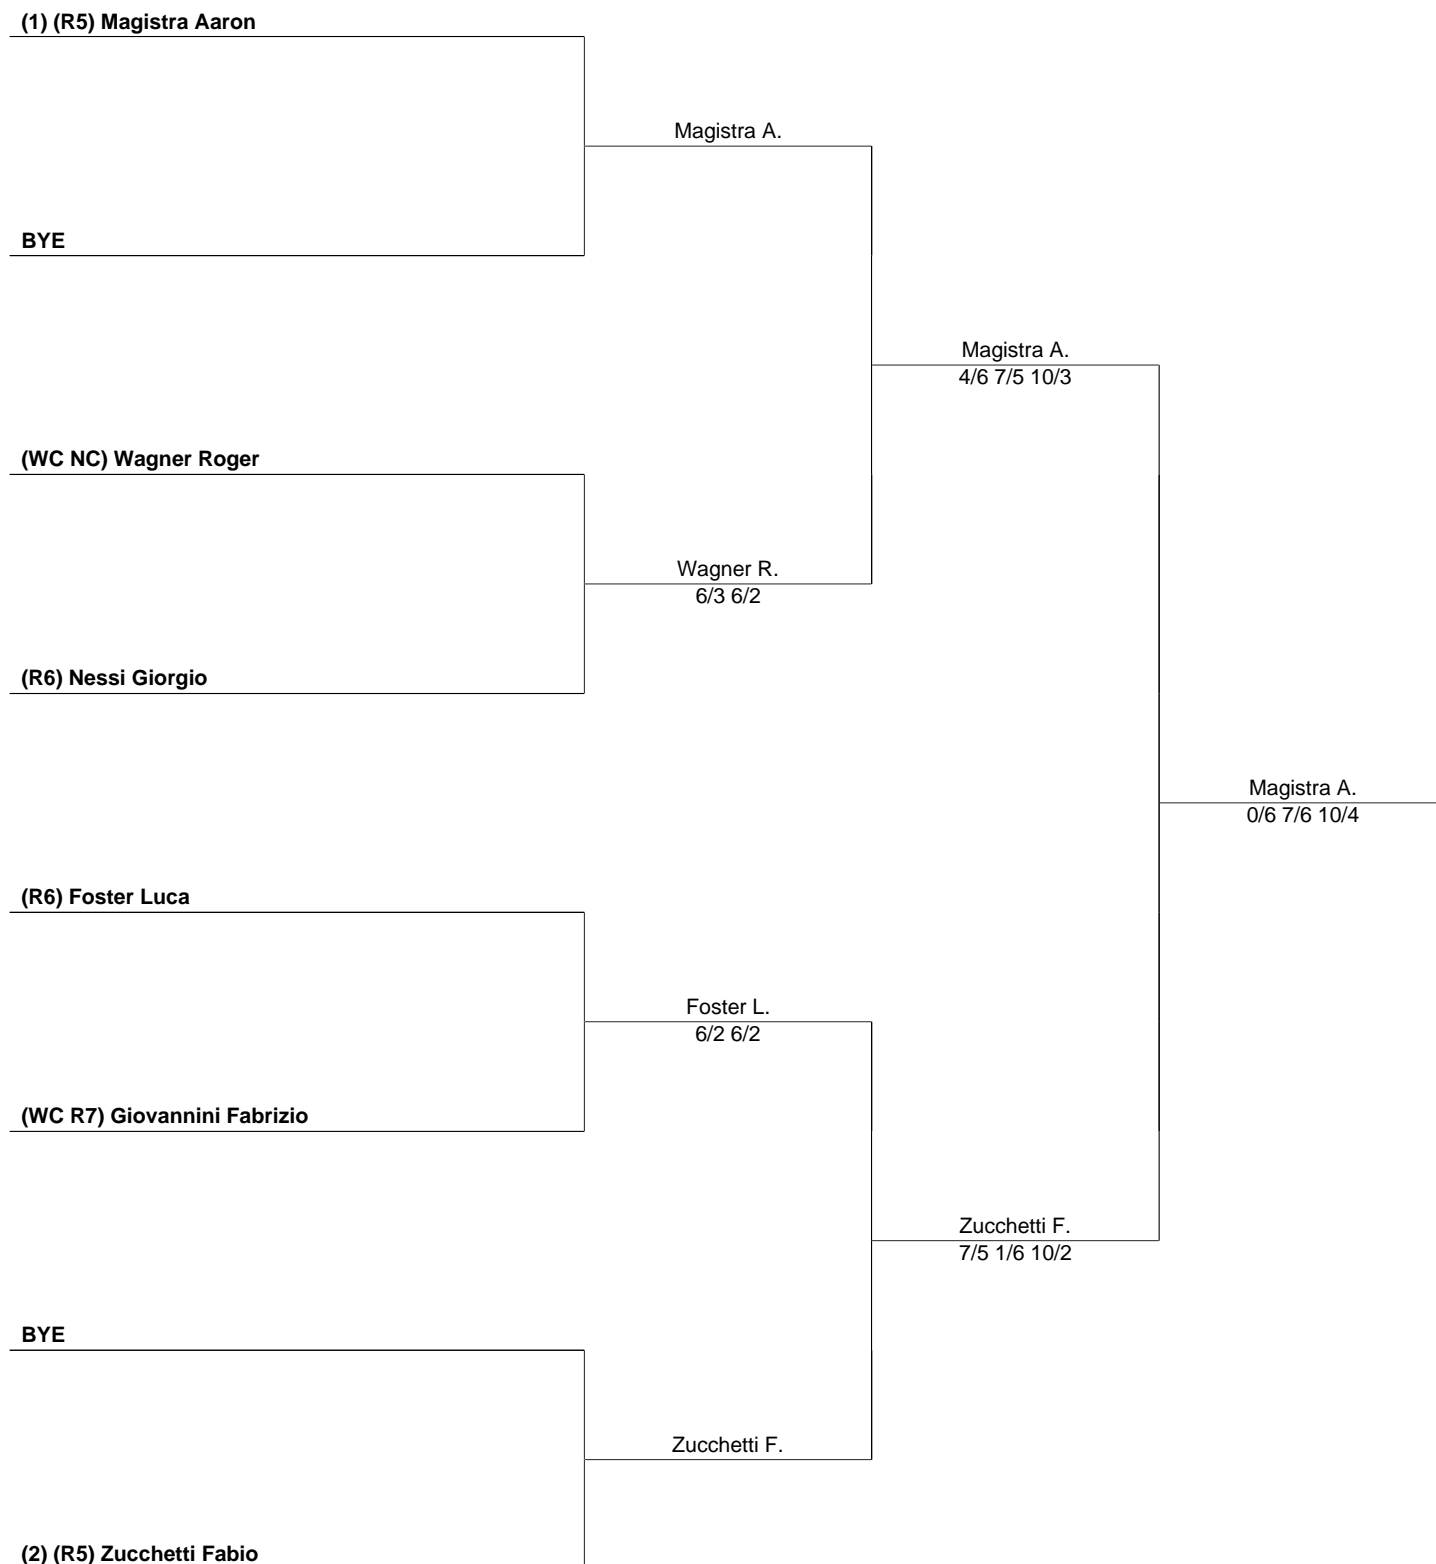 (1) (R5) Magistra Aaron
Magistra A.
BYE
Magistra A.
4/6 7/5 10/3
(WC NC) Wagner Roger
Wagner R.
6/3 6/2
(R6) Nessi Giorgio
Magistra A.
0/6 7/6 10/4
(R6) Foster Luca
Foster L.
6/2 6/2
(WC R7) Giovannini Fabrizio
Zucchetti F.
7/5 1/6 10/2
BYE
Zucchetti F.
(2) (R5) Zucchetti Fabio